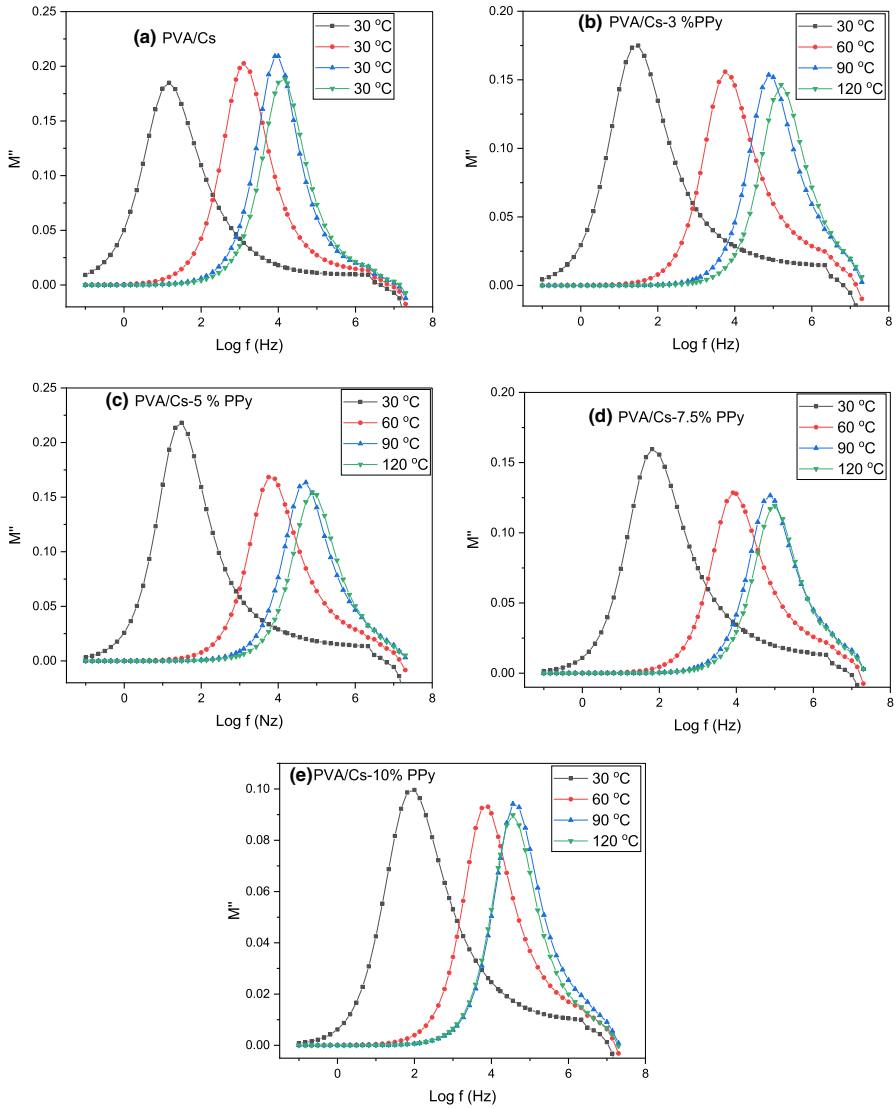 (a) PVA/Cs
30 °C
30 °C
30 °C
30 °C
M''
0.25
0.20
0.15
0.10
0.05
0.00
0 2 4 6 8
Log f (Hz)
(b) PVA/Cs-3 %PPy
30 °C
60 °C
90 °C
120 °C
M''
0.20
0.15
0.10
0.05
0.00
0 2 4 6 8
Log f (Hz)
(c) PVA/Cs-5 % PPy
30 °C
60 °C
90 °C
120 °C
M''
0.25
0.20
0.15
0.10
0.05
0.00
0 2 4 6 8
Log f (Nz)
(d) PVA/Cs-7.5% PPy
30 °C
60 °C
90 °C
120 °C
M''
0.20
0.15
0.10
0.05
0.00
0 2 4 6 8
Log f (Hz)
(e) PVA/Cs-10% PPy
30 °C
60 °C
90 °C
120 °C
M''
0.10
0.08
0.06
0.04
0.02
0.00
0 2 4 6 8
Log f (Hz)